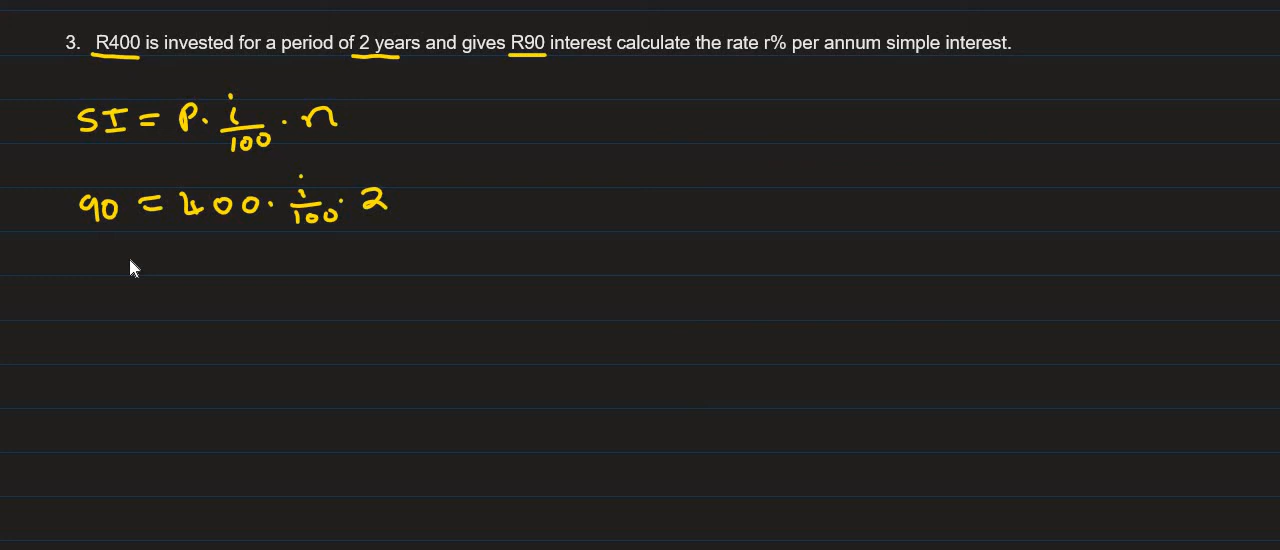 3. R400 is invested for a period of 2 years and gives R90 interest calculate the rate r% per annum simple interest.
SI = P · i/100 · n
90 = 400 · i/100 · 2